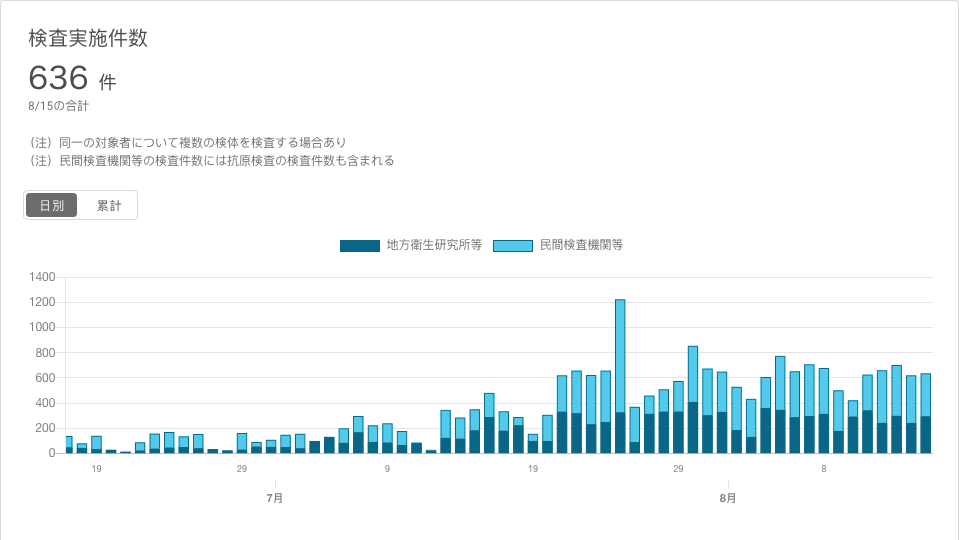 検査実施件数
636 件
8/15の合計
（注）同一の対象者について複数の検体を検査する場合あり
（注）民間検査機関等の検査件数には抗原検査の検査件数も含まれる
日別 累計
地方衛生研究所等 民間検査機関等
1400
1200
1000
800
600
400
200
0
19 29 9 19 29 8
7月 8月